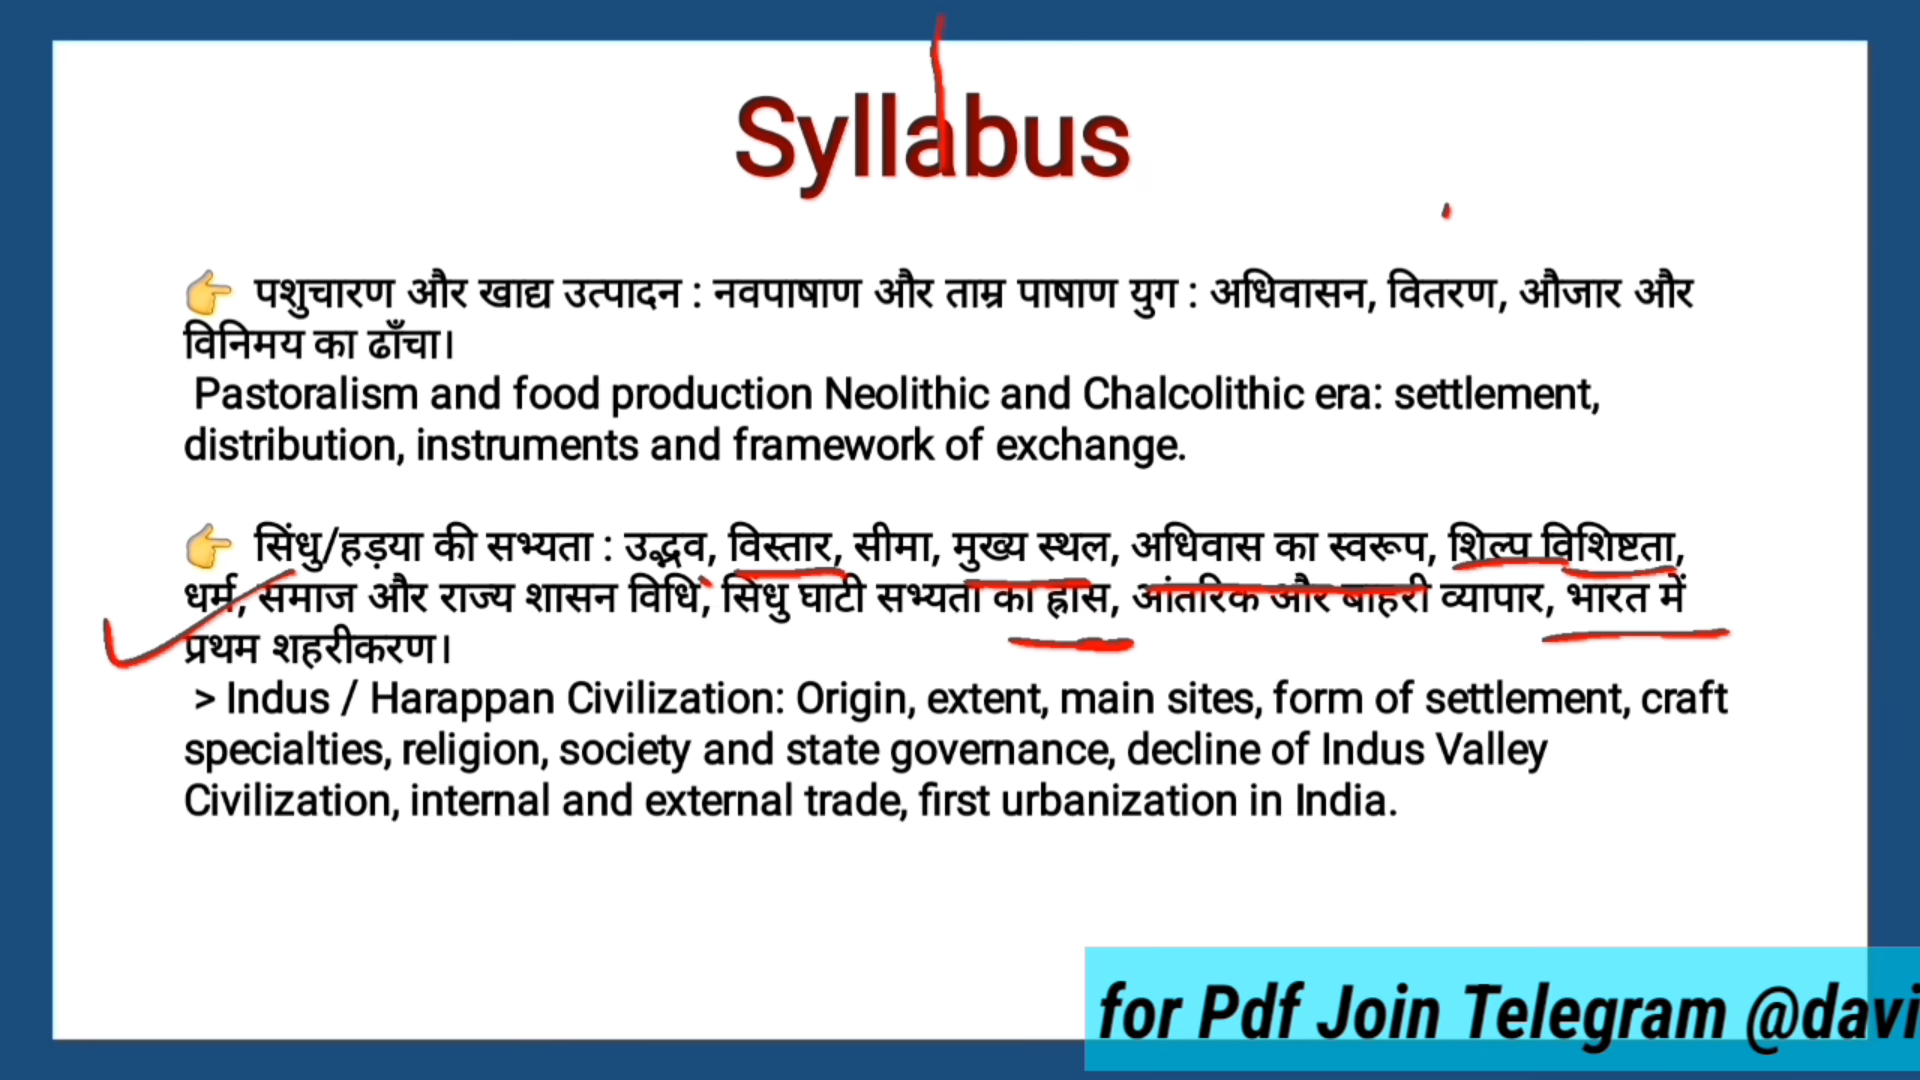 Syllabus
👉 पशुचारण और खाद्य उत्पादन : नवपाषाण और ताम्र पाषाण युग : अधिवासन, वितरण, औजार और
विनिमय का ढाँचा।
Pastoralism and food production Neolithic and Chalcolithic era: settlement,
distribution, instruments and framework of exchange.
👉 सिंधु/हड़या की सभ्यता : उद्भव, विस्तार, सीमा, मुख्य स्थल, अधिवास का स्वरूप, शिल्प विशिष्टता,
धर्म, समाज और राज्य शासन विधि, सिंधु घाटी सभ्यता का ह्रास, आंतरिक और बाहरी व्यापार, भारत में
प्रथम शहरीकरण।
> Indus / Harappan Civilization: Origin, extent, main sites, form of settlement, craft
specialties, religion, society and state governance, decline of Indus Valley
Civilization, internal and external trade, first urbanization in India.
for Pdf Join Telegram @davi